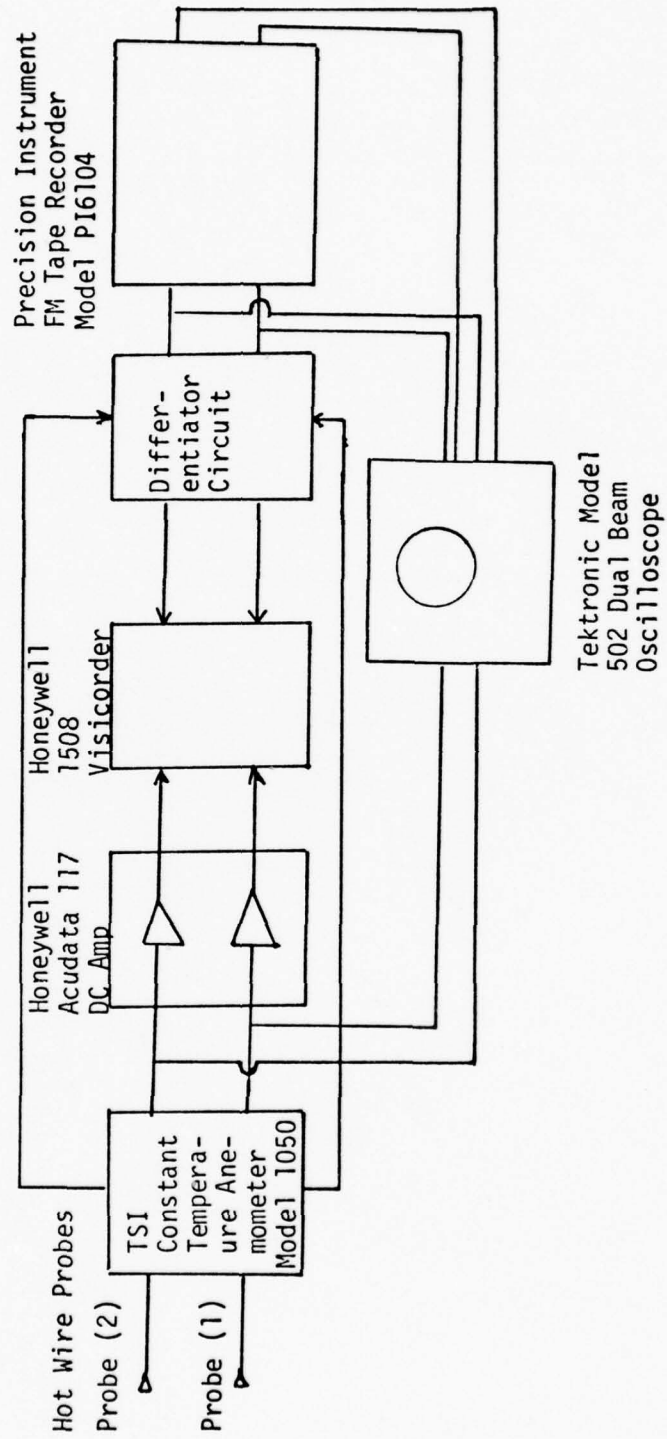 Hot Wire Probes
Probe (2)
Probe (1)
TSI
Constant
Tempera-
ure Ane-
mometer
Model 1050
Honeywell
Acudata 117
DC Amp
Honeywell
1508
Visicorder
Differ-
entiator
Circuit
Precision Instrument
FM Tape Recorder
Model PI6104
Tektronic Model
502 Dual Beam
Oscilloscope